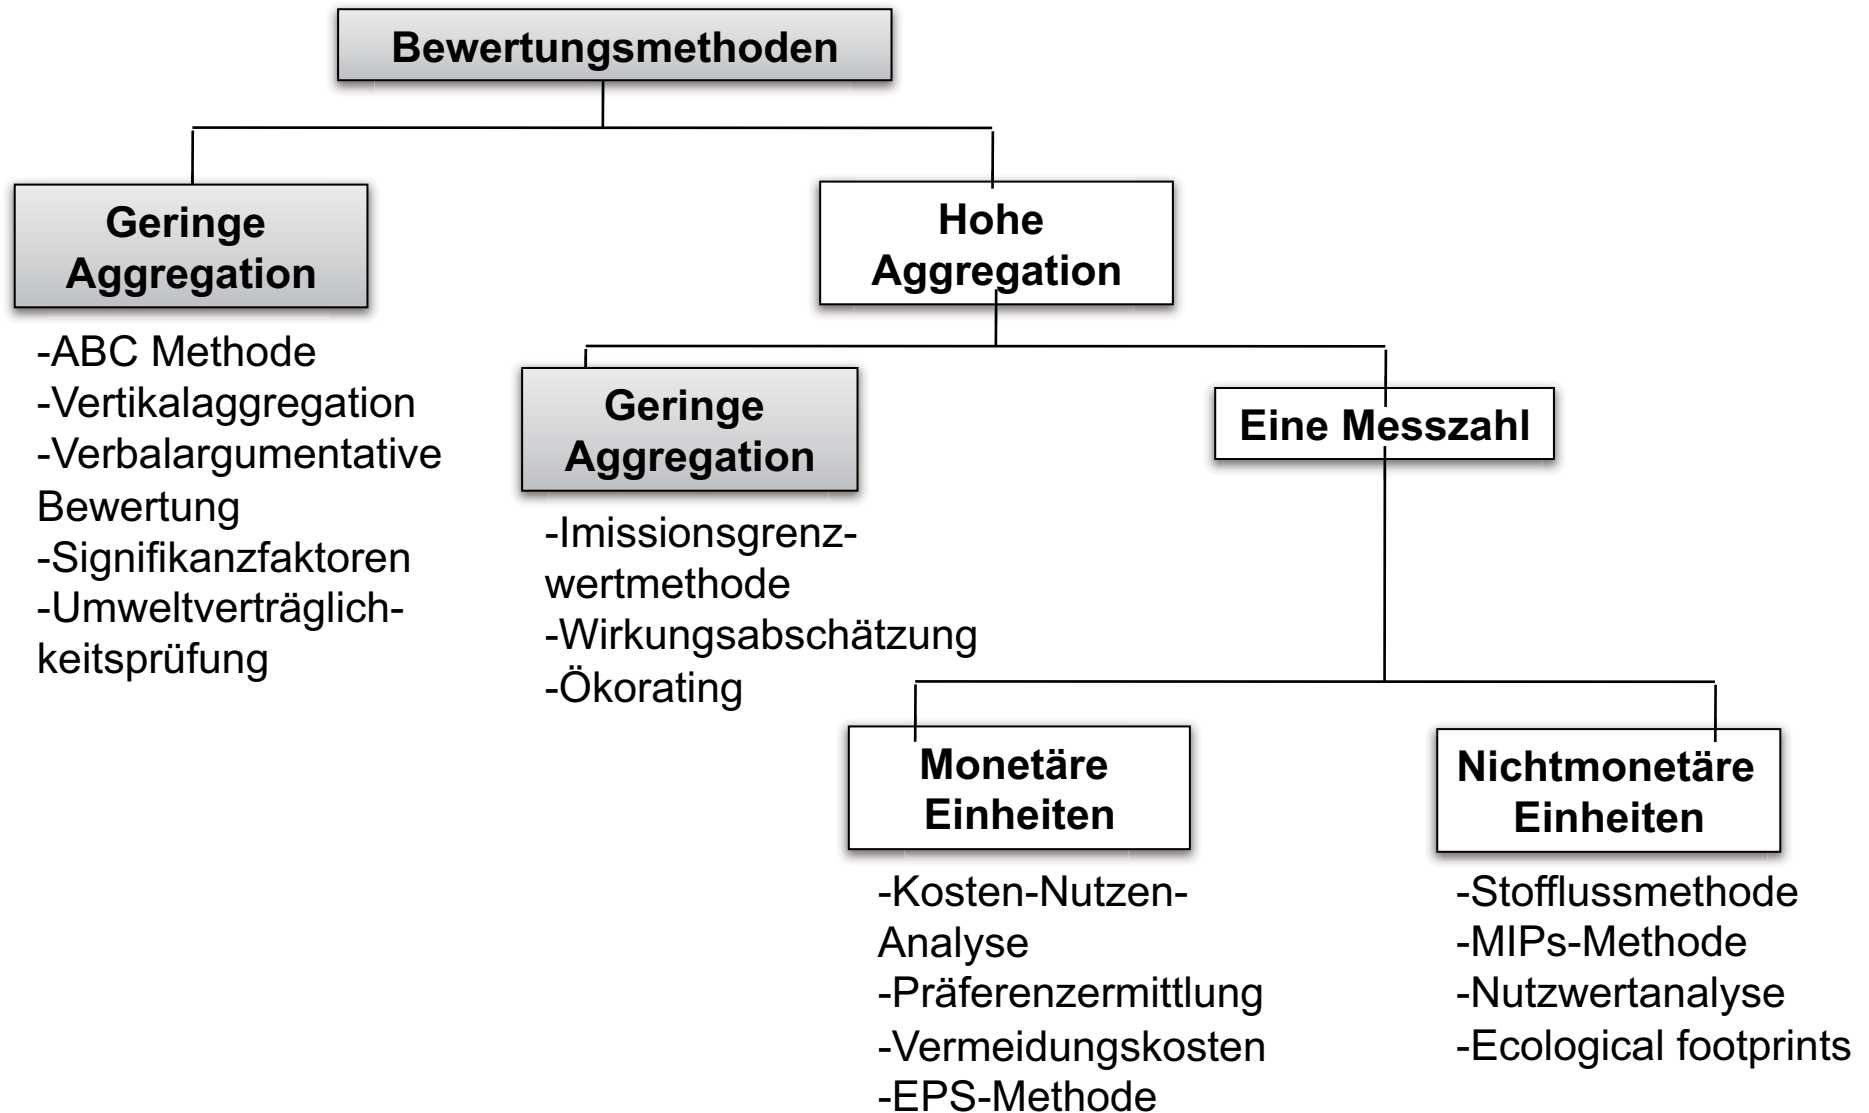 Bewertungsmethoden
Geringe
Aggregation
-ABC Methode
-Vertikalaggregation
-Verbalargumentative
Bewertung
-Signifikanzfaktoren
-Umweltverträglich-
keitsprüfung
Hohe
Aggregation
Geringe
Aggregation
-Imissionsgrenz-
wertmethode
-Wirkungsabschätzung
-Ökorating
Eine Messzahl
Monetäre
Einheiten
-Kosten-Nutzen-
Analyse
-Präferenzermittlung
-Vermeidungskosten
-EPS-Methode
Nichtmonetäre
Einheiten
-Stofflussmethode
-MIPs-Methode
-Nutzwertanalyse
-Ecological footprints